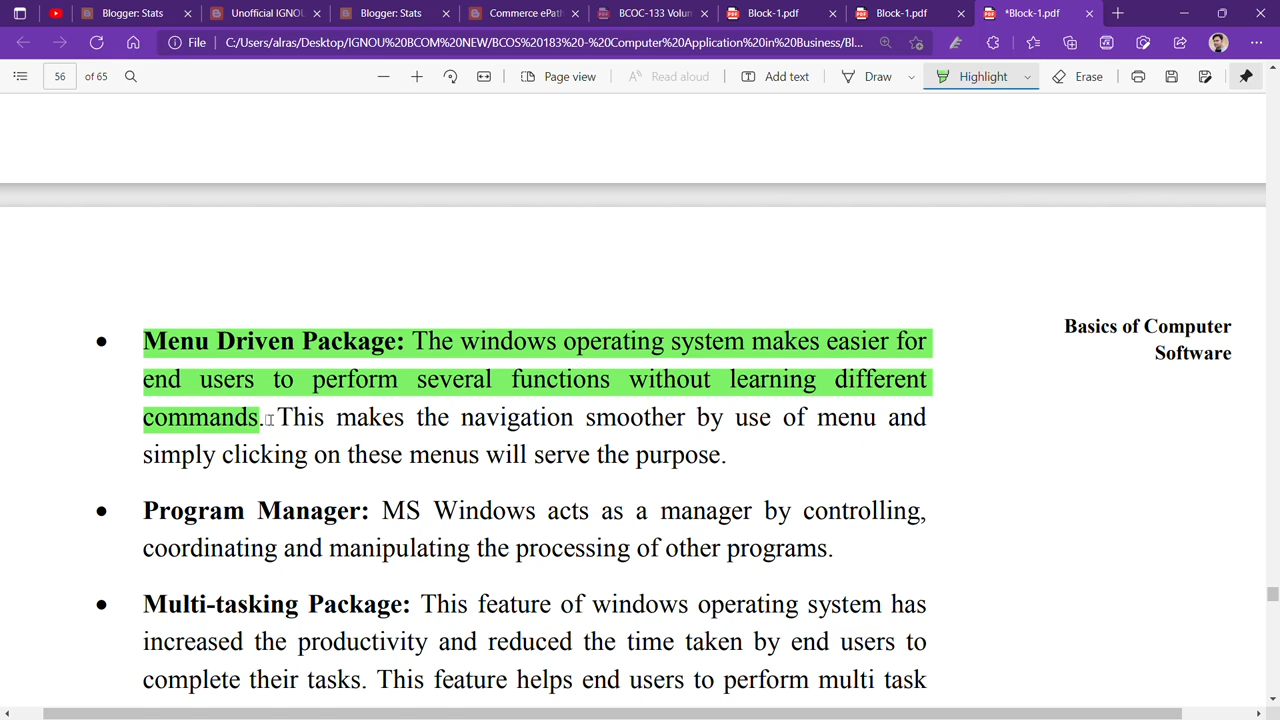 Blogger: Stats
Unofficial IGNOU
Blogger: Stats
Commerce ePath
BCOC-133 Volum
Block-1.pdf
Block-1.pdf
*Block-1.pdf
File
C:/Users/alras/Desktop/IGNOU%20BCOM%20NEW/BCOS%20183%20-%20Computer%20Application%20in%20Business/Bl...
56 of 65
Page view
Read aloud
Add text
Draw
Highlight
Erase
Basics of Computer
Software
• Menu Driven Package: The windows operating system makes easier for
end users to perform several functions without learning different
commands. This makes the navigation smoother by use of menu and
simply clicking on these menus will serve the purpose.
• Program Manager: MS Windows acts as a manager by controlling,
coordinating and manipulating the processing of other programs.
• Multi-tasking Package: This feature of windows operating system has
increased the productivity and reduced the time taken by end users to
complete their tasks. This feature helps end users to perform multi task